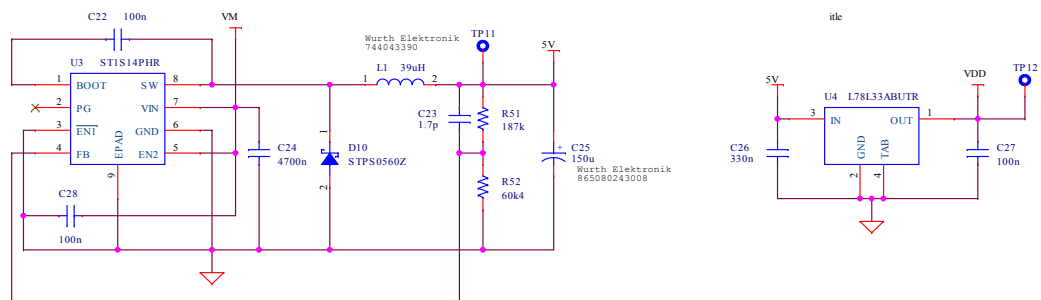 C22
100n
VM
U3
ST1S14PHR
1
BOOT
SW
8
2
PG
VIN
7
3
EN1
GND
6
4
FB
EN2
5
EPAD
9
C28
100n
C24
4700n
1
D10
STPS0560Z
2
Wurth Elektronik
744043390
L1
39uH
1
2
TP11
5V
C23
1.7p
R51
187k
R52
60k4
+
C25
150u
Wurth Elektronik
865080243008
itle
5V
U4
L78L33ABUTR
3
IN
OUT
1
GND
TAB
2
4
C26
330n
VDD
TP12
C27
100n